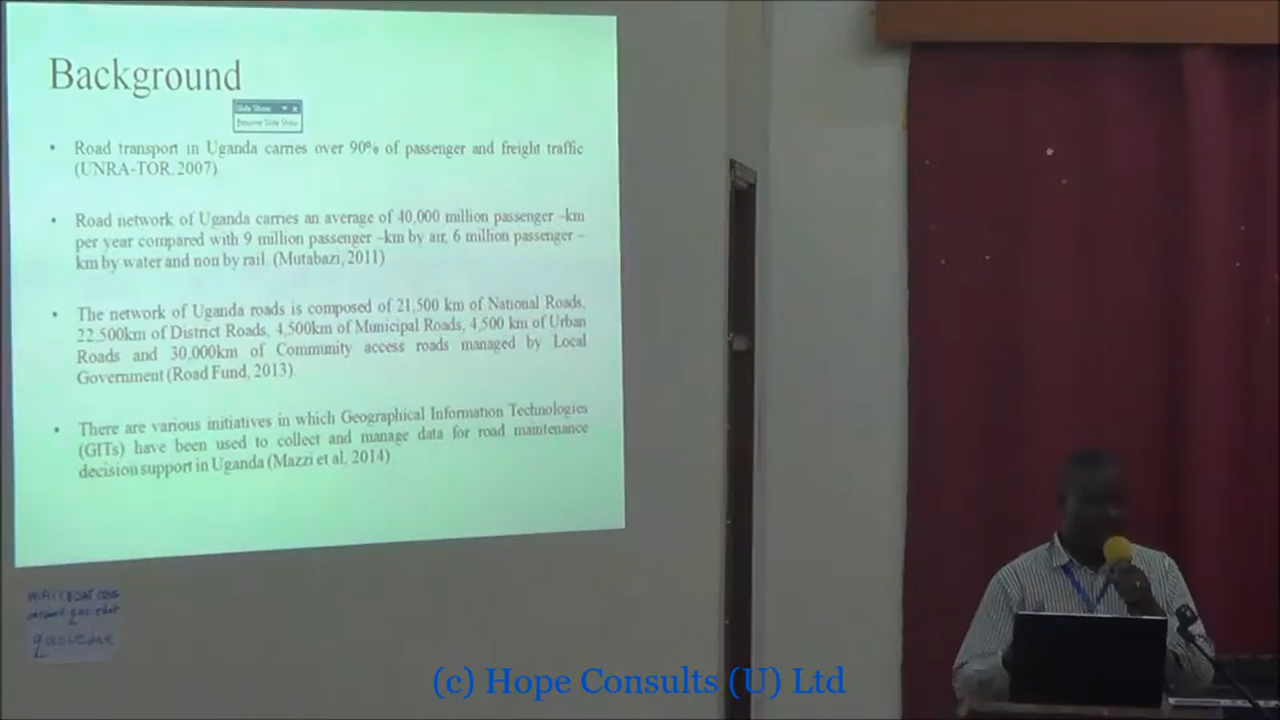 Background
Slide Show
Resume Slide Show
• Road transport in Uganda carries over 90% of passenger and freight traffic
(UNRA-TOR, 2007)
• Road network of Uganda carries an average of 40,000 million passenger –km
per year compared with 9 million passenger –km by air, 6 million passenger –
km by water and non by rail. (Mutabazi, 2011)
• The network of Uganda roads is composed of 21,500 km of National Roads,
22,500km of District Roads, 4,500km of Municipal Roads, 4,500 km of Urban
Roads and 30,000km of Community access roads managed by Local
Government (Road Fund, 2013)
• There are various initiatives in which Geographical Information Technologies
(GITs) have been used to collect and manage data for road maintenance
decision support in Uganda (Mazzi et al, 2014)
(c) Hope Consults (U) Ltd